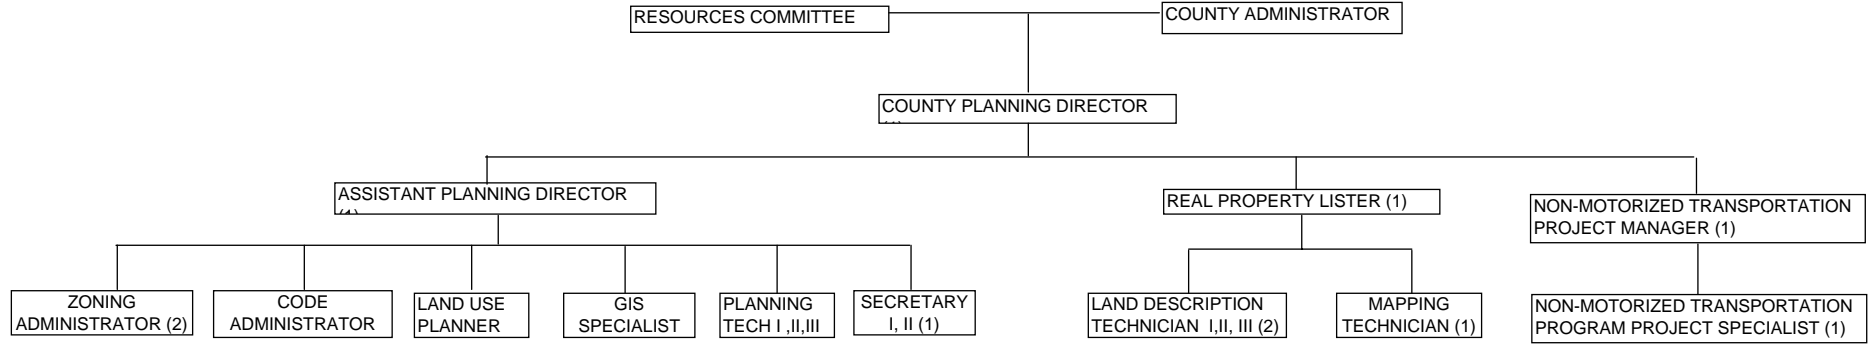 RESOURCES COMMITTEE
COUNTY ADMINISTRATOR
COUNTY PLANNING DIRECTOR
ASSISTANT PLANNING DIRECTOR
REAL PROPERTY LISTER (1)
NON-MOTORIZED TRANSPORTATION
PROJECT MANAGER (1)
ZONING
ADMINISTRATOR (2)
CODE
ADMINISTRATOR
LAND USE
PLANNER
GIS
SPECIALIST
PLANNING
TECH I ,II,III
SECRETARY
I, II (1)
LAND DESCRIPTION
TECHNICIAN I,II, III (2)
MAPPING
TECHNICIAN (1)
NON-MOTORIZED TRANSPORTATION
PROGRAM PROJECT SPECIALIST (1)